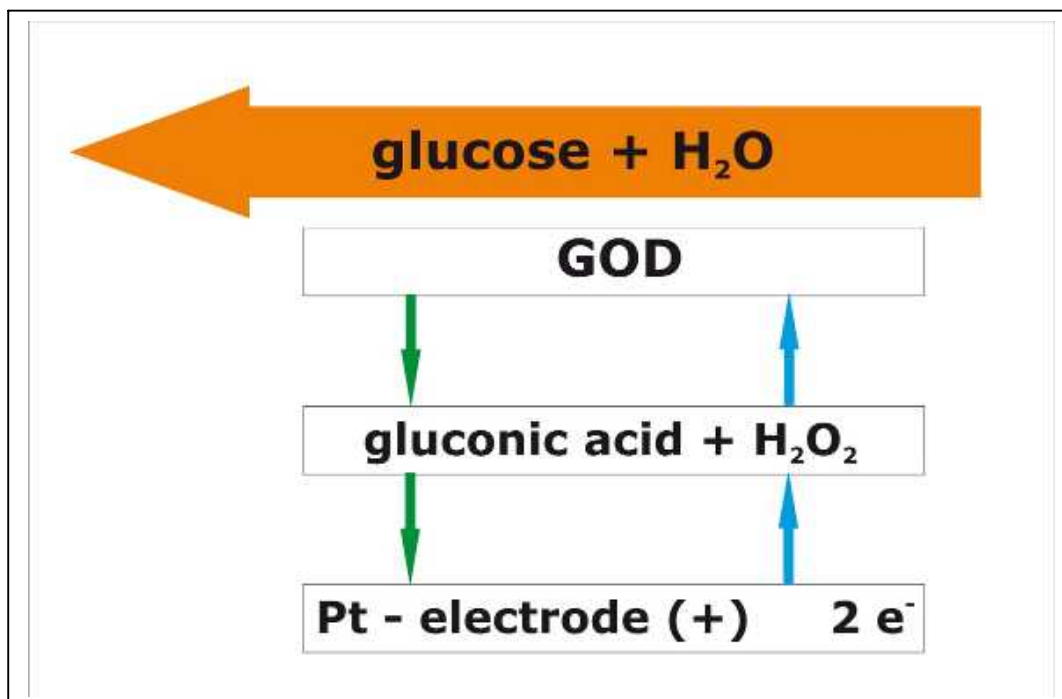 glucose + H₂O
GOD
gluconic acid + H₂O₂
Pt - electrode (+) 2 e⁻